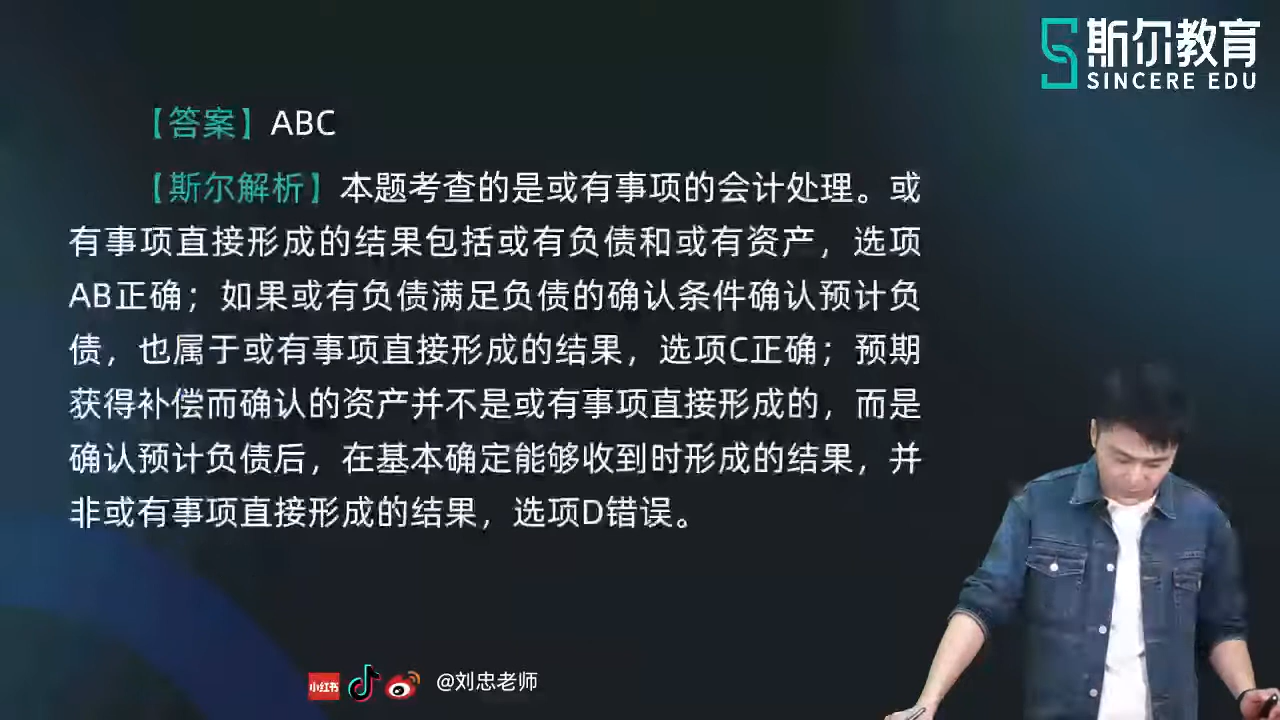 斯尔教育
SINCERE EDU
【答案】ABC
【斯尔解析】本题考查的是或有事项的会计处理。或
有事项直接形成的结果包括或有负债和或有资产，选项
AB正确；如果或有负债满足负债的确认条件确认预计负
债，也属于或有事项直接形成的结果，选项C正确；预期
获得补偿而确认的资产并不是或有事项直接形成的，而是
确认预计负债后，在基本确定能够收到时形成的结果，并
非或有事项直接形成的结果，选项D错误。
小红书 @刘忠老师